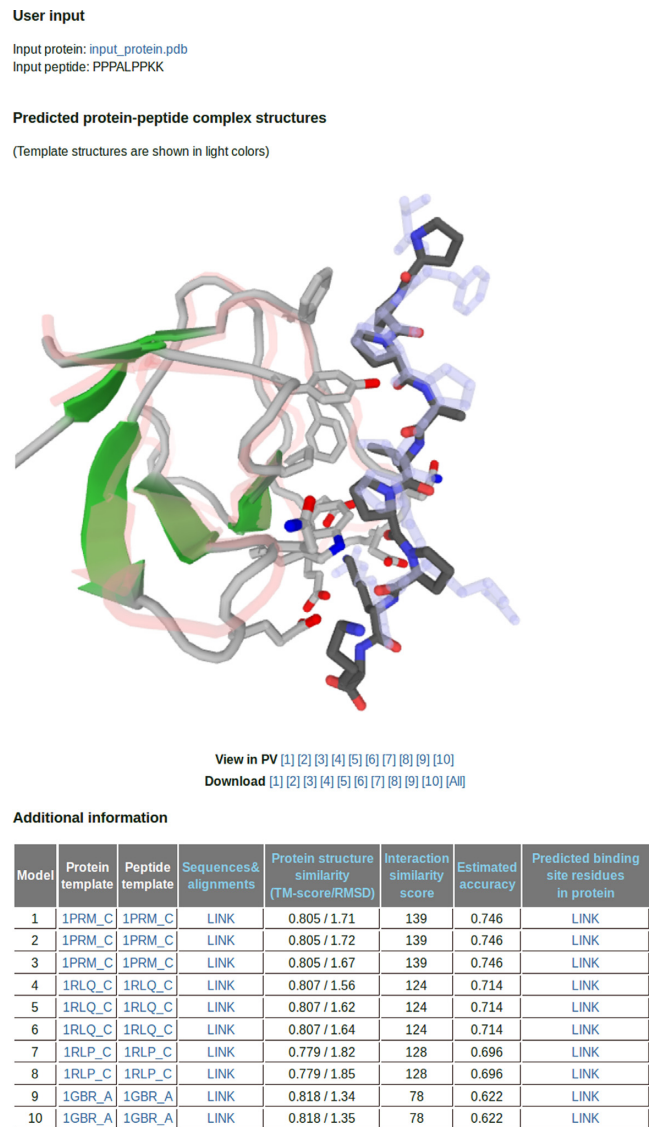 User input
Input protein: input_protein.pdb
Input peptide: PPPALPPKK
Predicted protein-peptide complex structures
(Template structures are shown in light colors)
View in PV [1] [2] [3] [4] [5] [6] [7] [8] [9] [10]
Download [1] [2] [3] [4] [5] [6] [7] [8] [9] [10] [All]
Additional information
Model Protein template Peptide template Sequences& alignments Protein structure similarity (TM-score/RMSD) Interaction similarity score Estimated accuracy Predicted binding site residues in protein
1 1PRM_C 1PRM_C LINK 0.805 / 1.71 139 0.746 LINK
2 1PRM_C 1PRM_C LINK 0.805 / 1.72 139 0.746 LINK
3 1PRM_C 1PRM_C LINK 0.805 / 1.67 139 0.746 LINK
4 1RLQ_C 1RLQ_C LINK 0.807 / 1.56 124 0.714 LINK
5 1RLQ_C 1RLQ_C LINK 0.807 / 1.62 124 0.714 LINK
6 1RLQ_C 1RLQ_C LINK 0.807 / 1.64 124 0.714 LINK
7 1RLP_C 1RLP_C LINK 0.779 / 1.82 128 0.696 LINK
8 1RLP_C 1RLP_C LINK 0.779 / 1.85 128 0.696 LINK
9 1GBR_A 1GBR_A LINK 0.818 / 1.34 78 0.622 LINK
10 1GBR_A 1GBR_A LINK 0.818 / 1.35 78 0.622 LINK